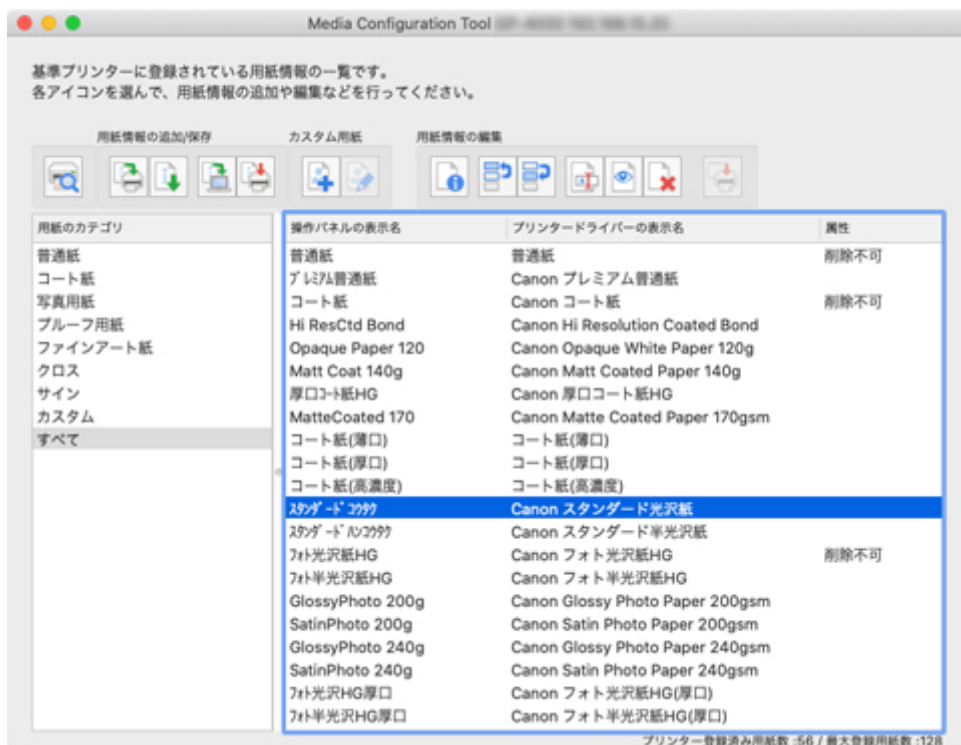 Media Configuration Tool
基準プリンターに登録されている用紙情報の一覧です。
各アイコンを選んで、用紙情報の追加や編集などを行ってください。
用紙情報の追加/保存 カスタム用紙 用紙情報の編集
用紙のカテゴリ
普通紙
コート紙
写真用紙
プルーフ用紙
ファインアート紙
クロス
サイン
カスタム
すべて
操作パネルの表示名 プリンタードライバーの表示名 属性
普通紙 普通紙 削除不可
プレミアム普通紙 Canon プレミアム普通紙
コート紙 Canon コート紙 削除不可
Hi ResCtd Bond Canon Hi Resolution Coated Bond
Opaque Paper 120 Canon Opaque White Paper 120g
Matt Coat 140g Canon Matt Coated Paper 140g
厚口コート紙HG Canon 厚口コート紙HG
MatteCoated 170 Canon Matte Coated Paper 170gsm
コート紙(薄口) コート紙(薄口)
コート紙(厚口) コート紙(厚口)
コート紙(高濃度) コート紙(高濃度)
スタンダードコウタク Canon スタンダード光沢紙
スタンダードハンコウタク Canon スタンダード半光沢紙
フォト光沢紙HG Canon フォト光沢紙HG 削除不可
フォト半光沢紙HG Canon フォト半光沢紙HG
GlossyPhoto 200g Canon Glossy Photo Paper 200gsm
SatinPhoto 200g Canon Satin Photo Paper 200gsm
GlossyPhoto 240g Canon Glossy Photo Paper 240gsm
SatinPhoto 240g Canon Satin Photo Paper 240gsm
フォト光沢HG厚口 Canon フォト光沢紙HG(厚口)
フォト半光沢HG厚口 Canon フォト半光沢紙HG(厚口)
プリンター登録済み用紙数 :56 / 最大登録用紙数 :128